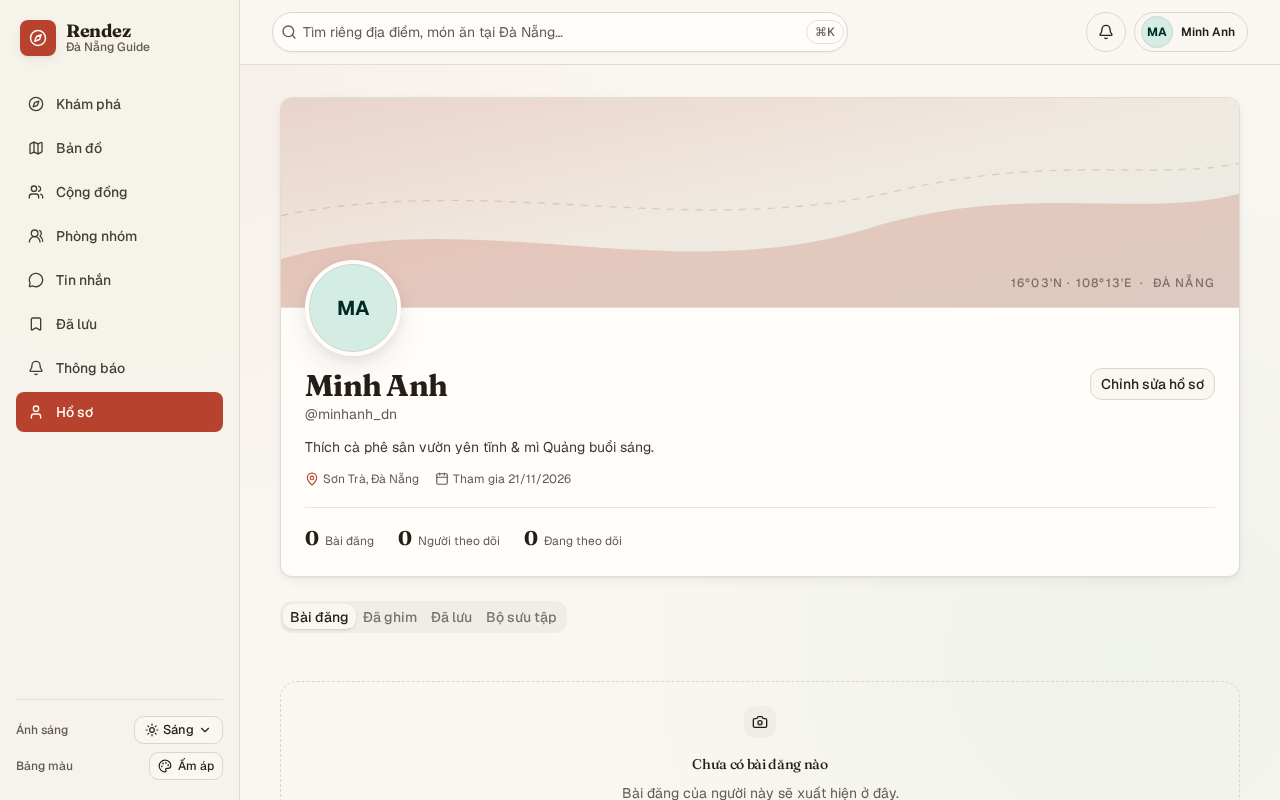 Rendez
Đà Nẵng Guide
Khám phá
Bản đồ
Cộng đồng
Phòng nhóm
Tin nhắn
Đã lưu
Thông báo
Hồ sơ
Ánh sáng
Sáng
Bảng màu
Ấm áp
Tìm riêng địa điểm, món ăn tại Đà Nẵng...
⌘K
MA
Minh Anh
16°03'N · 108°13'E · ĐÀ NẴNG
MA
Minh Anh
Chỉnh sửa hồ sơ
@minhanh_dn
Thích cà phê sân vườn yên tĩnh & mì Quảng buổi sáng.
Sơn Trà, Đà Nẵng
Tham gia 21/11/2026
0 Bài đăng
0 Người theo dõi
0 Đang theo dõi
Bài đăng
Đã ghim
Đã lưu
Bộ sưu tập
Chưa có bài đăng nào
Bài đăng của người này sẽ xuất hiện ở đây.